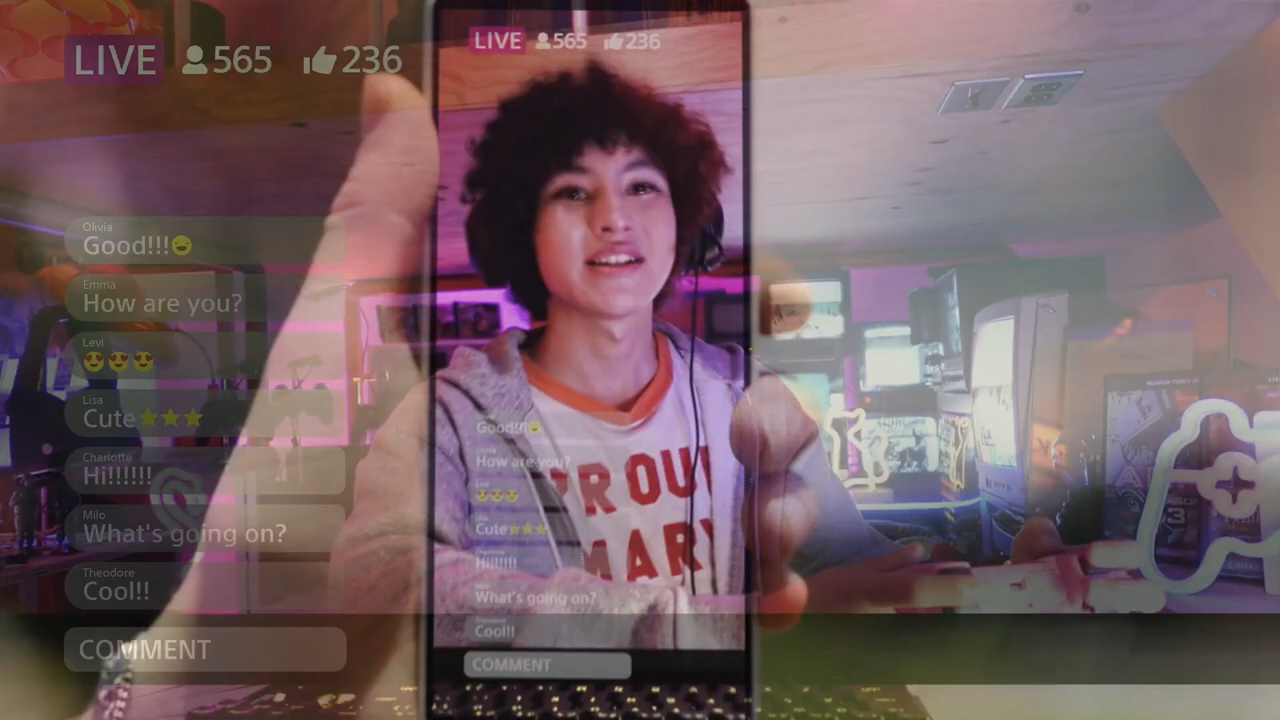 LIVE 565 236
Olivia
Good!!!😄
Emma
How are you?
Levi
😍😍😍
Lisa
Cute★★★
Charlotte
Hi!!!!!!
Milo
What's going on?
Theodore
Cool!!
COMMENT
LIVE 565 236
Good!!!😄
How are you?
😍😍😍
Cute★★★
Hi!!!!!!
What's going on?
Cool!!
COMMENT
PROU
MARY